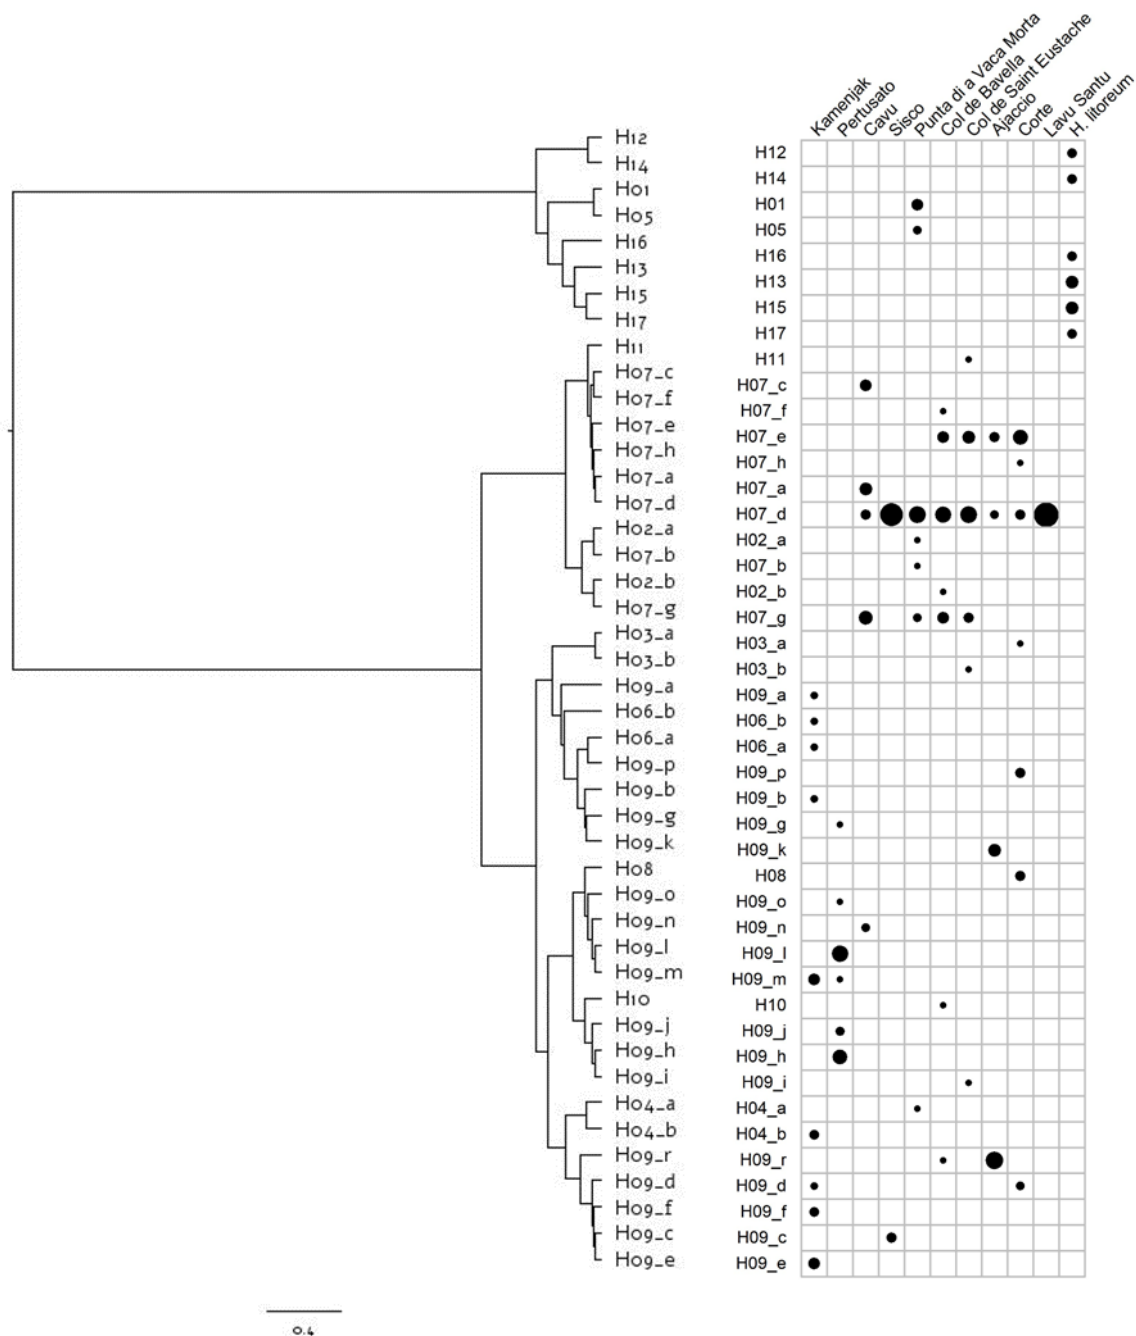 Kamenjak
Pertusato
Cavu
Sisco
Punta di a Vaca Morta
Col de Bavella
Col de Saint Eustache
Ajaccio
Corte
Lavu Santu
H. litoreum
H12 H12
H14 H14
H01 H01
H05 H05
H16 H16
H13 H13
H15 H15
H17 H17
H11 H11
H07_c H07_c
H07_f H07_f
H07_e H07_e
H07_h H07_h
H07_a H07_a
H07_d H07_d
H02_a H02_a
H07_b H07_b
H02_b H02_b
H07_g H07_g
H03_a H03_a
H03_b H03_b
H09_a H09_a
H06_b H06_b
H06_a H06_a
H09_p H09_p
H09_b H09_b
H09_g H09_g
H09_k H09_k
H08 H08
H09_o H09_o
H09_n H09_n
H09_l H09_l
H09_m H09_m
H10 H10
H09_j H09_j
H09_h H09_h
H09_i H09_i
H04_a H04_a
H04_b H04_b
H09_r H09_r
H09_d H09_d
H09_f H09_f
H09_c H09_c
H09_e H09_e
0.4